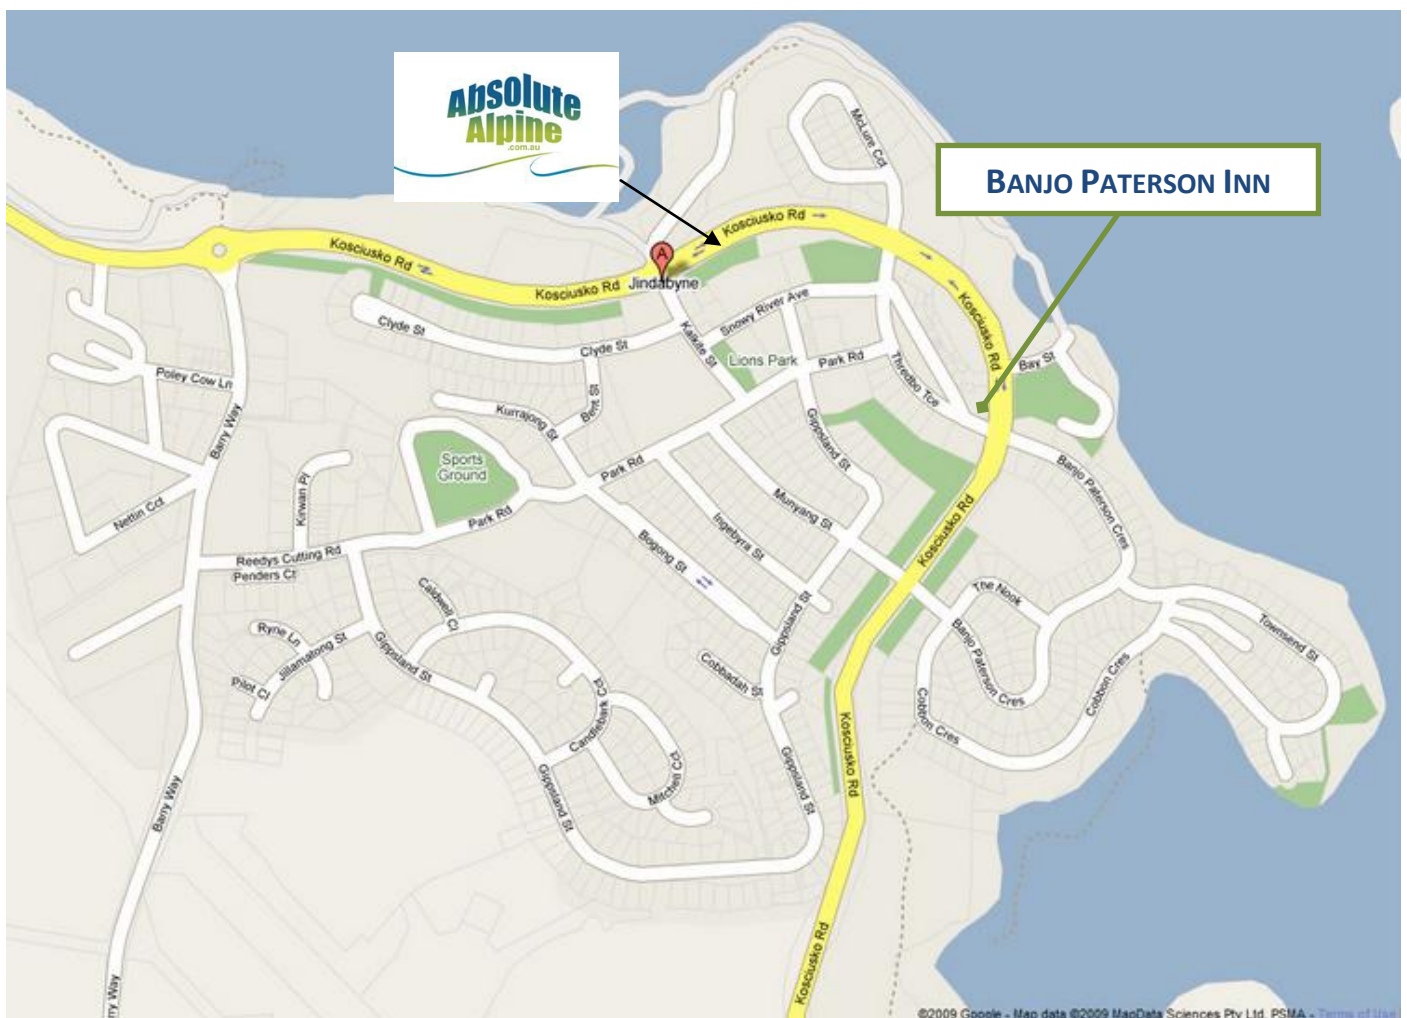 Absolute
Alpine
.com.au
BANJO PATERSON INN
McLure Cct
Kosciusko Rd
Kosciusko Rd
Kosciusko Rd
Kosciusko Rd
A
Jindabyne
Snowy River Ave
Clyde St
Clyde St
Kalkite St
Lions Park
Park Rd
Thredbo Tce
Bay St
Poley Cow Ln
Barry Way
Kurrajong St
Bent St
Gippsland St
Sports
Ground
Park Rd
Banjo Paterson Cres
Nettin Cct
Kirwan Pl
Park Rd
Munyang St
Ingebyra St
Kosciusko Rd
Reedys Cutting Rd
Penders Ct
Bogong St
Caldwell Ct
The Nook
Gippsland St
Townsend St
Ryne Ln
Jillamatong St
Gippsland St
Pilot Cl
Cobbadah St
Banjo Paterson Cres
Cobbon Cres
Cobbon Cres
Candlebark Cct
Kosciusko Rd
Mitchell Cct
Gippsland St
Gippsland St
Barry Way
Kosciusko Rd
rry Way
©2009 Google - Map data ©2009 MapData Sciences Pty Ltd, PSMA - Terms of Use